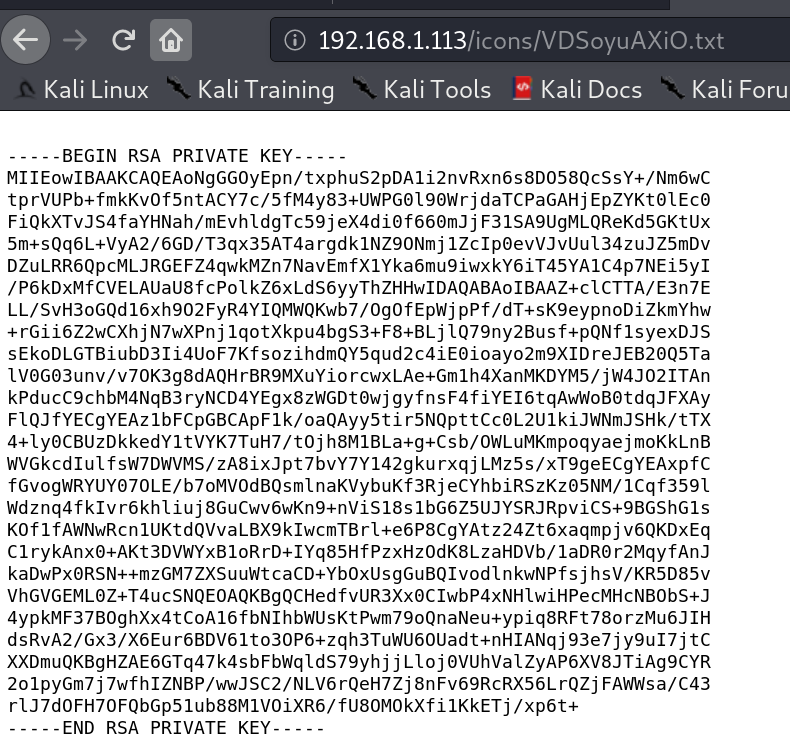 192.168.1.113/icons/VDSoyuAXiO.txt
Kali Linux Kali Training Kali Tools Kali Docs Kali Foru
-----BEGIN RSA PRIVATE KEY-----
MIIEowIBAAKCAQEAoNgGGOyEpn/txphuS2pDA1i2nvRxn6s8DO58QcSsY+/Nm6wC
tprVUPb+fmkKvOf5ntACY7c/5fM4y83+UWPG0l90WrjdaTCPaGAHjEpZYKt0lEc0
FiQkXTvJS4faYHNah/mEvhldgTc59jeX4di0f660mJjF31SA9UgMLQReKd5GKtUx
5m+sQq6L+VyA2/6GD/T3qx35AT4argdk1NZ9ONmj1ZcIp0evVJvUul34zuJZ5mDv
DZuLRR6QpcMLJRGEFZ4qwkMZn7NavEmfX1Yka6mu9iwxkY6iT45YA1C4p7NEi5yI
/P6kDxMfCVELAUaU8fcPolkZ6xLdS6yyThZHHwIDAQABAoIBAAZ+clCTTA/E3n7E
LL/SvH3oGQd16xh9O2FyR4YIQMWQKwb7/OgOfEpWjpPf/dT+sK9eypnoDiZkmYhw
+rGii6Z2wCXhjN7wXPnj1qotXkpu4bgS3+F8+BLjlQ79ny2Busf+pQNf1syexDJS
sEkoDLGTBiubD3Ii4UoF7KfsozihdmQY5qud2c4iE0ioayo2m9XIDreJEB20Q5Ta
lV0G03unv/v7OK3g8dAQHrBR9MXuYiorcwxLAe+Gm1h4XanMKDYM5/jW4JO2ITAn
kPducC9chbM4NqB3ryNCD4YEgx8zWGDt0wjgyfnsF4fiYEI6tqAwWoB0tdqJFXAy
FlQJfYECgYEAz1bFCpGBCApF1k/oaQAyy5tir5NQpttCc0L2U1kiJWNmJSHk/tTX
4+ly0CBUzDkkedY1tVYK7TuH7/tOjh8M1BLa+g+Csb/OWLuMKmpoqyaejmoKkLnB
WVGkcdIulfsW7DWVMS/zA8ixJpt7bvY7Y142gkurxqjLMz5s/xT9geECgYEAxpfC
fGvogWRYUY07OLE/b7oMVOdBQsmlnaKVybuKf3RjeCYhbiRSzKz05NM/1Cqf359l
Wdznq4fkIvr6khliuj8GuCwv6wKn9+nViS18s1bG6Z5UJYSRJRpviCS+9BGShG1s
KOf1fAWNwRcn1UKtdQVvaLBX9kIwcmTBrl+e6P8CgYAtz24Zt6xaqmpjv6QKDxEq
C1rykAnx0+AKt3DVWYxB1oRrD+IYq85HfPzxHzOdK8LzaHDVb/1aDR0r2MqyfAnJ
kaDwPx0RSN++mzGM7ZXSuuWtcaCD+YbOxUsgGuBQIvodlnkwNPfsjhsV/KR5D85v
VhGVGEML0Z+T4ucSNQEOAQKBgQCHedfvUR3Xx0CIwbP4xNHlwiHPecMHcNBObS+J
4ypkMF37BOghXx4tCoA16fbNIhbWUsKtPwm79oQnaNeu+ypiq8RFt78orzMu6JIH
dsRvA2/Gx3/X6Eur6BDV61to3OP6+zqh3TuWU6OUadt+nHIANqj93e7jy9uI7jtC
XXDmuQKBgHZAE6GTq47k4sbFbWqldS79yhjjLloj0VUhValZyAP6XV8JTiAg9CYR
2o1pyGm7j7wfhIZNBP/wwJSC2/NLV6rQeH7Zj8nFv69RcRX56LrQZjFAWWsa/C43
rlJ7dOFH7OFQbGp51ub88M1VOiXR6/fU8OMOkXfi1KkETj/xp6t+
-----END RSA PRIVATE KEY-----